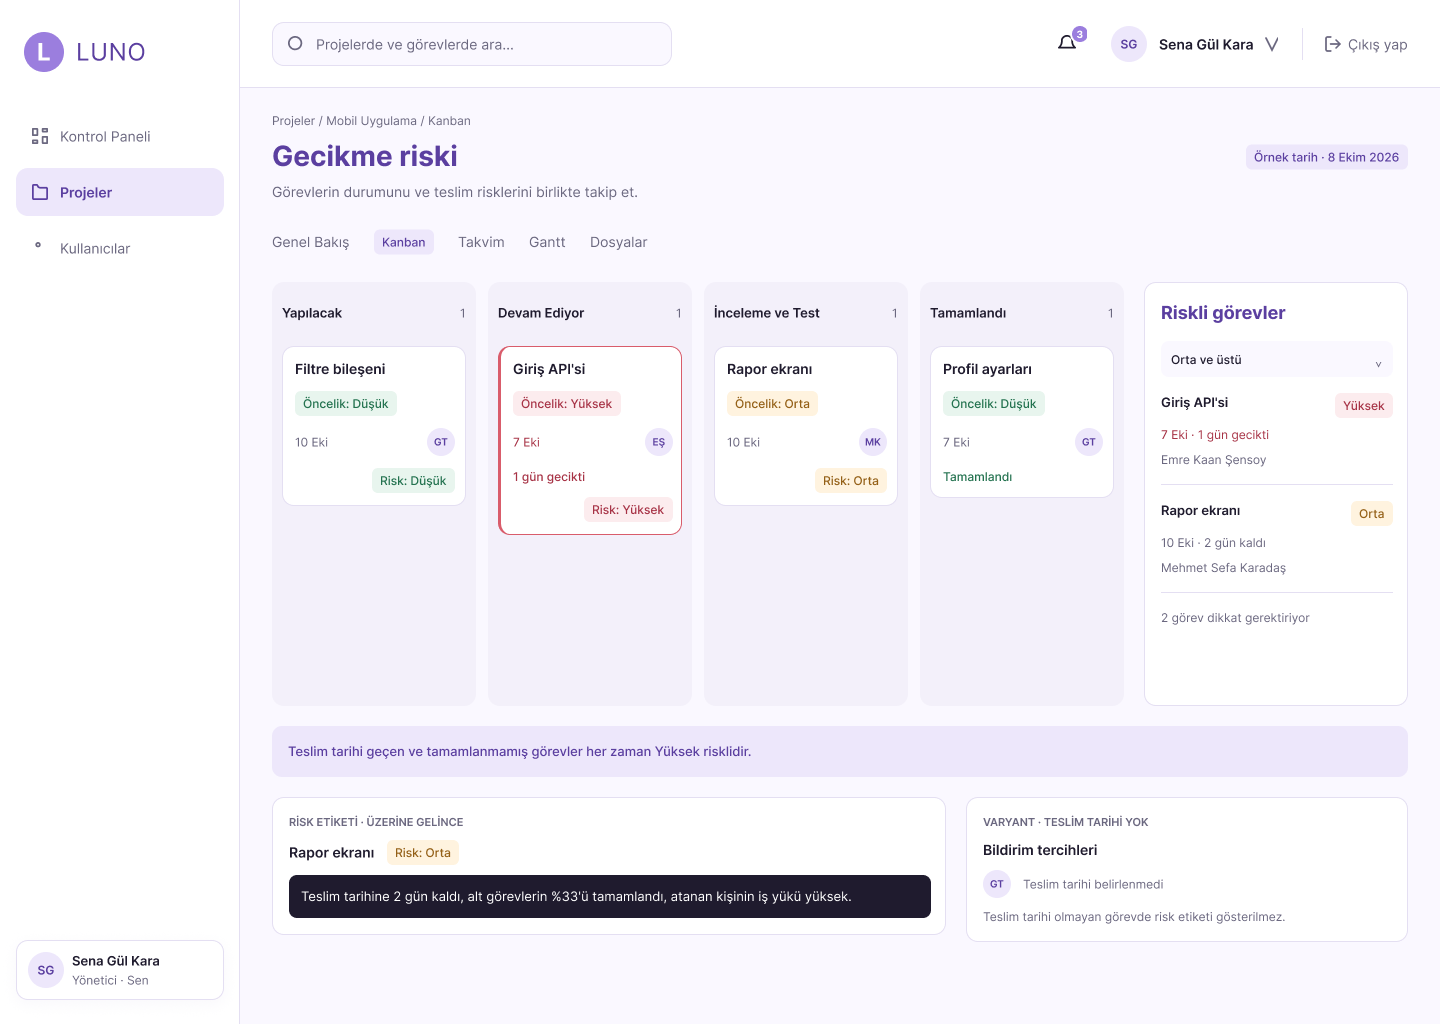 L LUNO
Projelerde ve görevlerde ara...
3
SG Sena Gül Kara
Çıkış yap
Kontrol Paneli
Projeler
Kullanıcılar
Projeler / Mobil Uygulama / Kanban
Gecikme riski
Örnek tarih · 8 Ekim 2026
Görevlerin durumunu ve teslim risklerini birlikte takip et.
Genel Bakış Kanban Takvim Gantt Dosyalar
Yapılacak 1
Filtre bileşeni
Öncelik: Düşük
10 Eki GT
Risk: Düşük
Devam Ediyor 1
Giriş API'si
Öncelik: Yüksek
7 Eki EŞ
1 gün gecikti
Risk: Yüksek
İnceleme ve Test 1
Rapor ekranı
Öncelik: Orta
10 Eki MK
Risk: Orta
Tamamlandı 1
Profil ayarları
Öncelik: Düşük
7 Eki GT
Tamamlandı
Riskli görevler
Orta ve üstü
Giriş API'si Yüksek
7 Eki · 1 gün gecikti
Emre Kaan Şensoy
Rapor ekranı Orta
10 Eki · 2 gün kaldı
Mehmet Sefa Karadaş
2 görev dikkat gerektiriyor
Teslim tarihi geçen ve tamamlanmamış görevler her zaman Yüksek risklidir.
RİSK ETİKETİ · ÜZERİNE GELİNCE
Rapor ekranı Risk: Orta
Teslim tarihine 2 gün kaldı, alt görevlerin %33'ü tamamlandı, atanan kişinin iş yükü yüksek.
VARYANT · TESLİM TARİHİ YOK
Bildirim tercihleri
GT Teslim tarihi belirlenmedi
Teslim tarihi olmayan görevde risk etiketi gösterilmez.
SG Sena Gül Kara
Yönetici · Sen